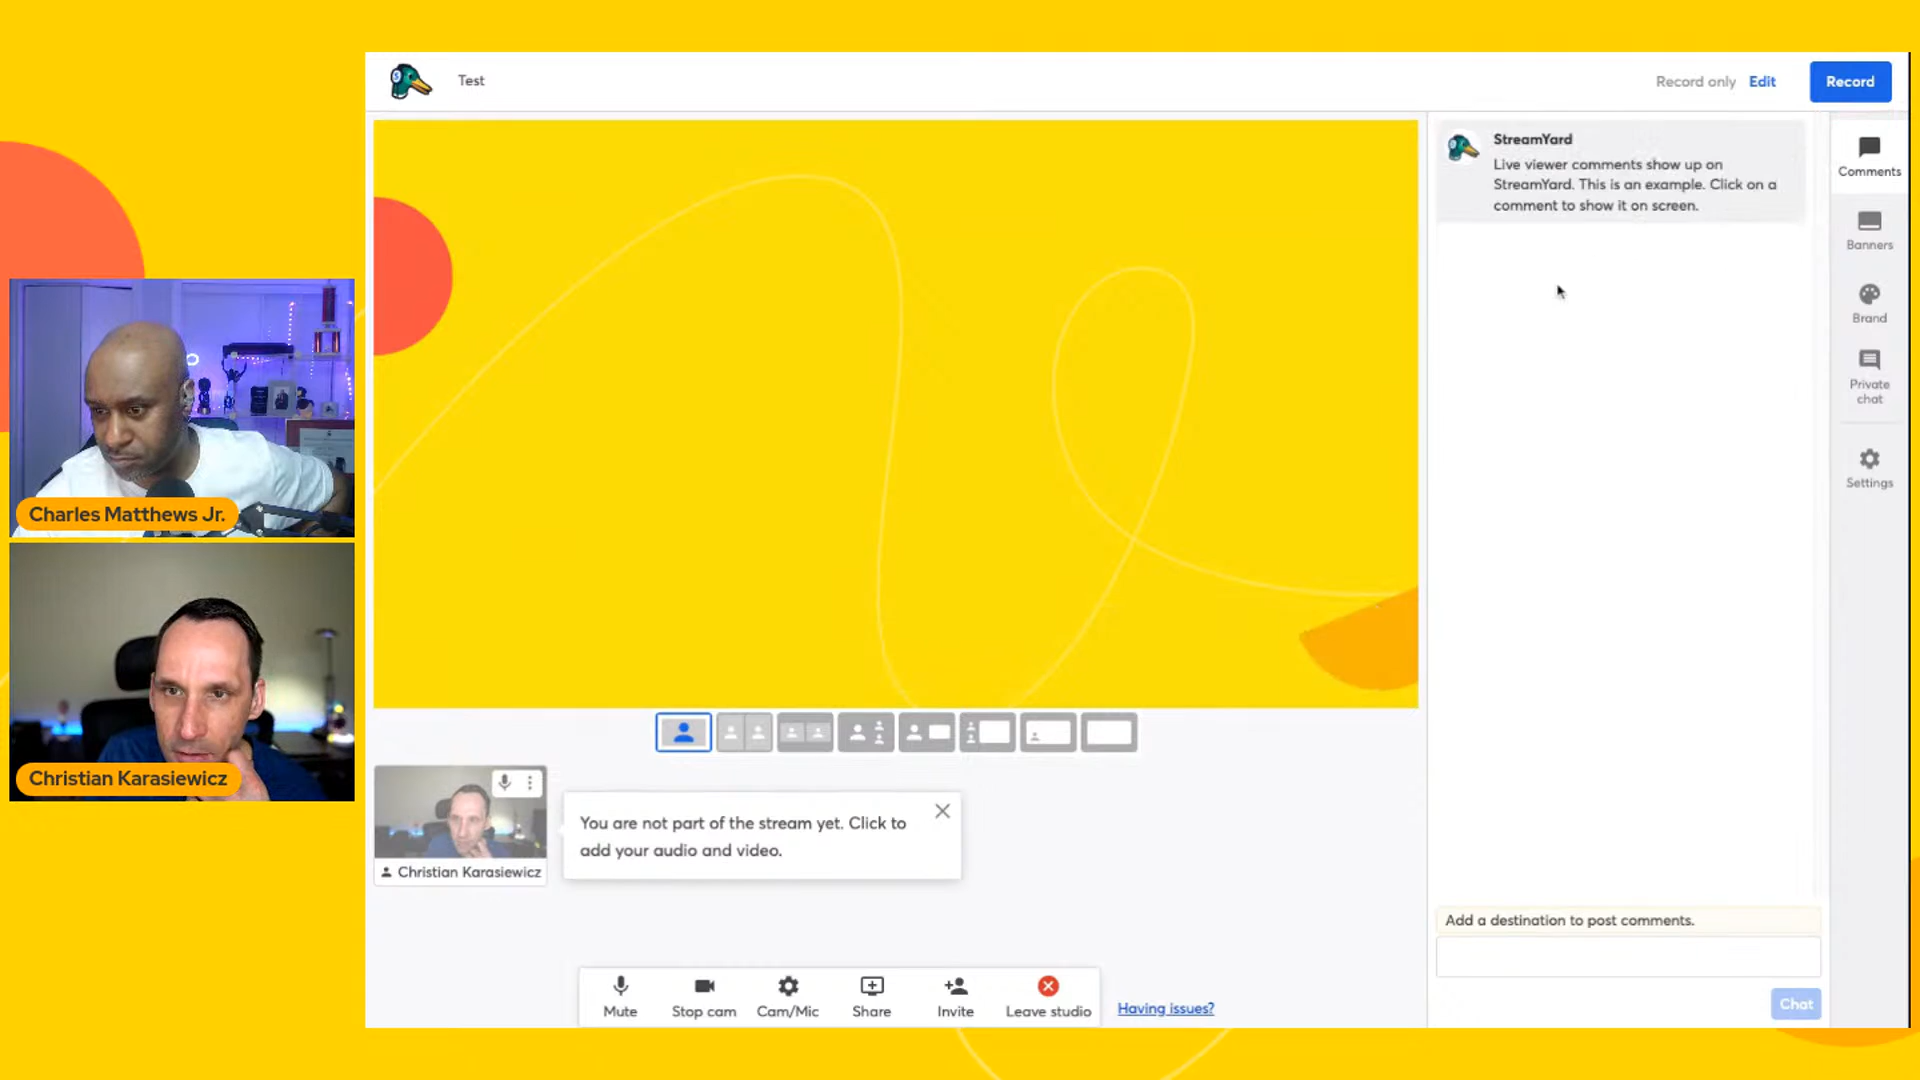 Test
Record only Edit Record
StreamYard
Live viewer comments show up on
StreamYard. This is an example. Click on a
comment to show it on screen.
Comments
Banners
Brand
Private
chat
Settings
Charles Matthews Jr.
Christian Karasiewicz
You are not part of the stream yet. Click to
add your audio and video.
Christian Karasiewicz
Add a destination to post comments.
Chat
Mute Stop cam Cam/Mic Share Invite Leave studio Having issues?